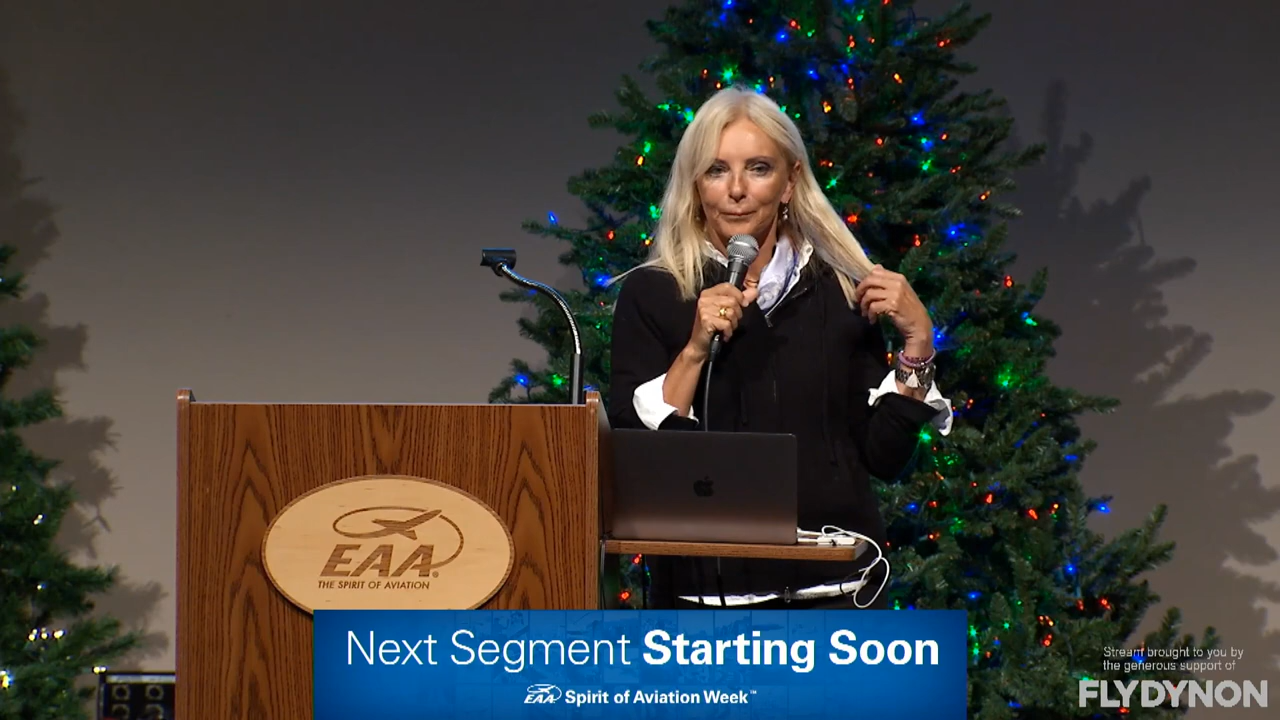 EAA®
THE SPIRIT OF AVIATION
Next Segment Starting Soon
EAA Spirit of Aviation Week™
Stream brought to you by
the generous support of
FLYDYNON